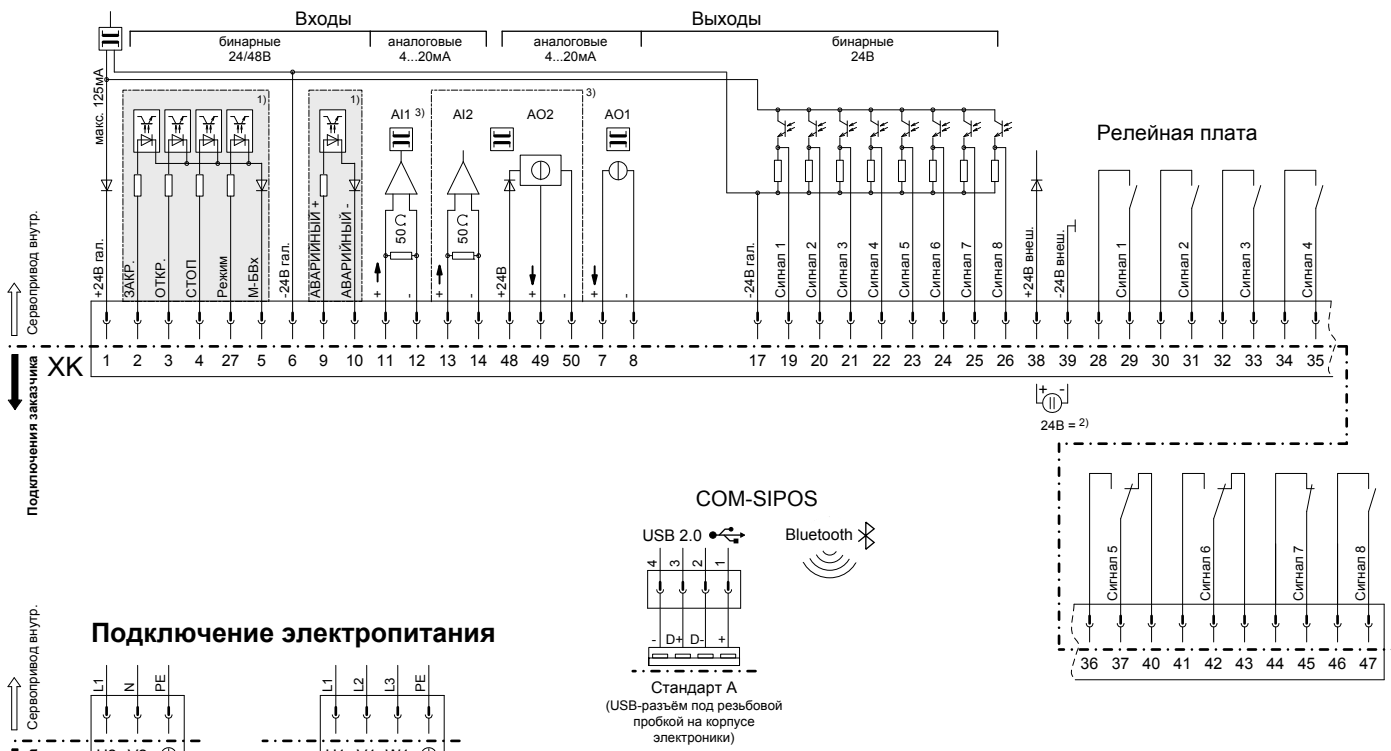 Входы
Выходы
бинарные
24/48В
аналоговые
4...20мА
аналоговые
4...20мА
бинарные
24В
макс. 125мА
1)
1)
AI1 3)
AI2
AO2
3)
AO1
Релейная плата
50 Ω
50 Ω
Сервопривод внутр.
+24В гал.
ЗАКР.
ОТКР.
СТОП
Режим
М-БВх
-24В гал.
АВАРИЙНЫЙ +
АВАРИЙНЫЙ -
+
-
+
-
+24В
+
-
+
-
-24В гал.
Сигнал 1
Сигнал 2
Сигнал 3
Сигнал 4
Сигнал 5
Сигнал 6
Сигнал 7
Сигнал 8
+24В внеш.
-24В внеш.
Сигнал 1
Сигнал 2
Сигнал 3
Сигнал 4
Подключения заказчика
XK
1 2 3 4 27 5 6 9 10 11 12 13 14 48 49 50 7 8 17 19 20 21 22 23 24 25 26 38 39 28 29 30 31 32 33 34 35
+ -
24В = 2)
COM-SIPOS
USB 2.0
Bluetooth
4 3 2 1
- D+ D- +
Стандарт A
(USB-разъём под резьбовой
пробкой на корпусе
электроники)
Сигнал 5
Сигнал 6
Сигнал 7
Сигнал 8
36 37 40 41 42 43 44 45 46 47
Подключение электропитания
Сервопривод внутр.
L1 N PE
L1 L2 L3 PE